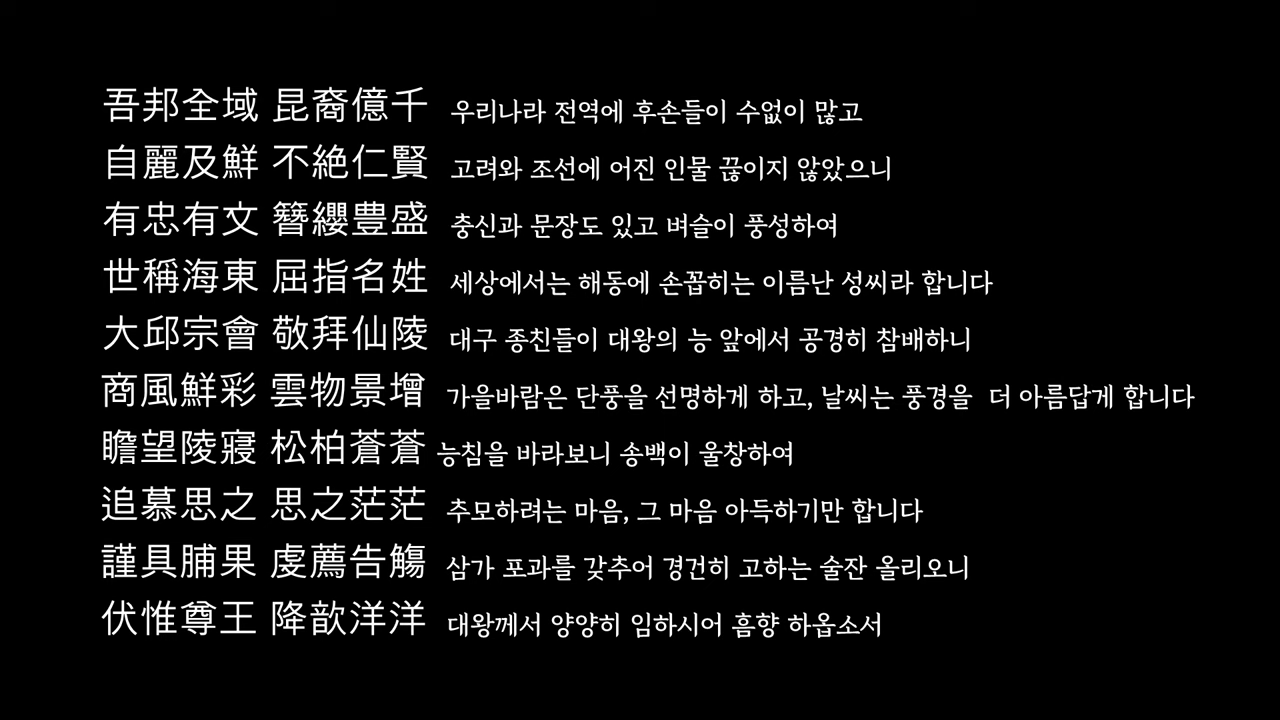 吾邦全域 昆裔億千 우리나라 전역에 후손들이 수없이 많고
自麗及鮮 不絶仁賢 고려와 조선에 어진 인물 끊이지 않았으니
有忠有文 簪纓豊盛 충신과 문장도 있고 벼슬이 풍성하여
世稱海東 屈指名姓 세상에서는 해동에 손꼽히는 이름난 성씨라 합니다
大邱宗會 敬拜仙陵 대구 종친들이 대왕의 능 앞에서 공경히 참배하니
商風鮮彩 雲物景增 가을바람은 단풍을 선명하게 하고, 날씨는 풍경을 더 아름답게 합니다
瞻望陵寢 松柏蒼蒼 능침을 바라보니 송백이 울창하여
追慕思之 思之茫茫 추모하려는 마음, 그 마음 아득하기만 합니다
謹具脯果 虔薦告觴 삼가 포과를 갖추어 경건히 고하는 술잔 올리오니
伏惟尊王 降歆洋洋 대왕께서 양양히 임하시어 흠향 하옵소서